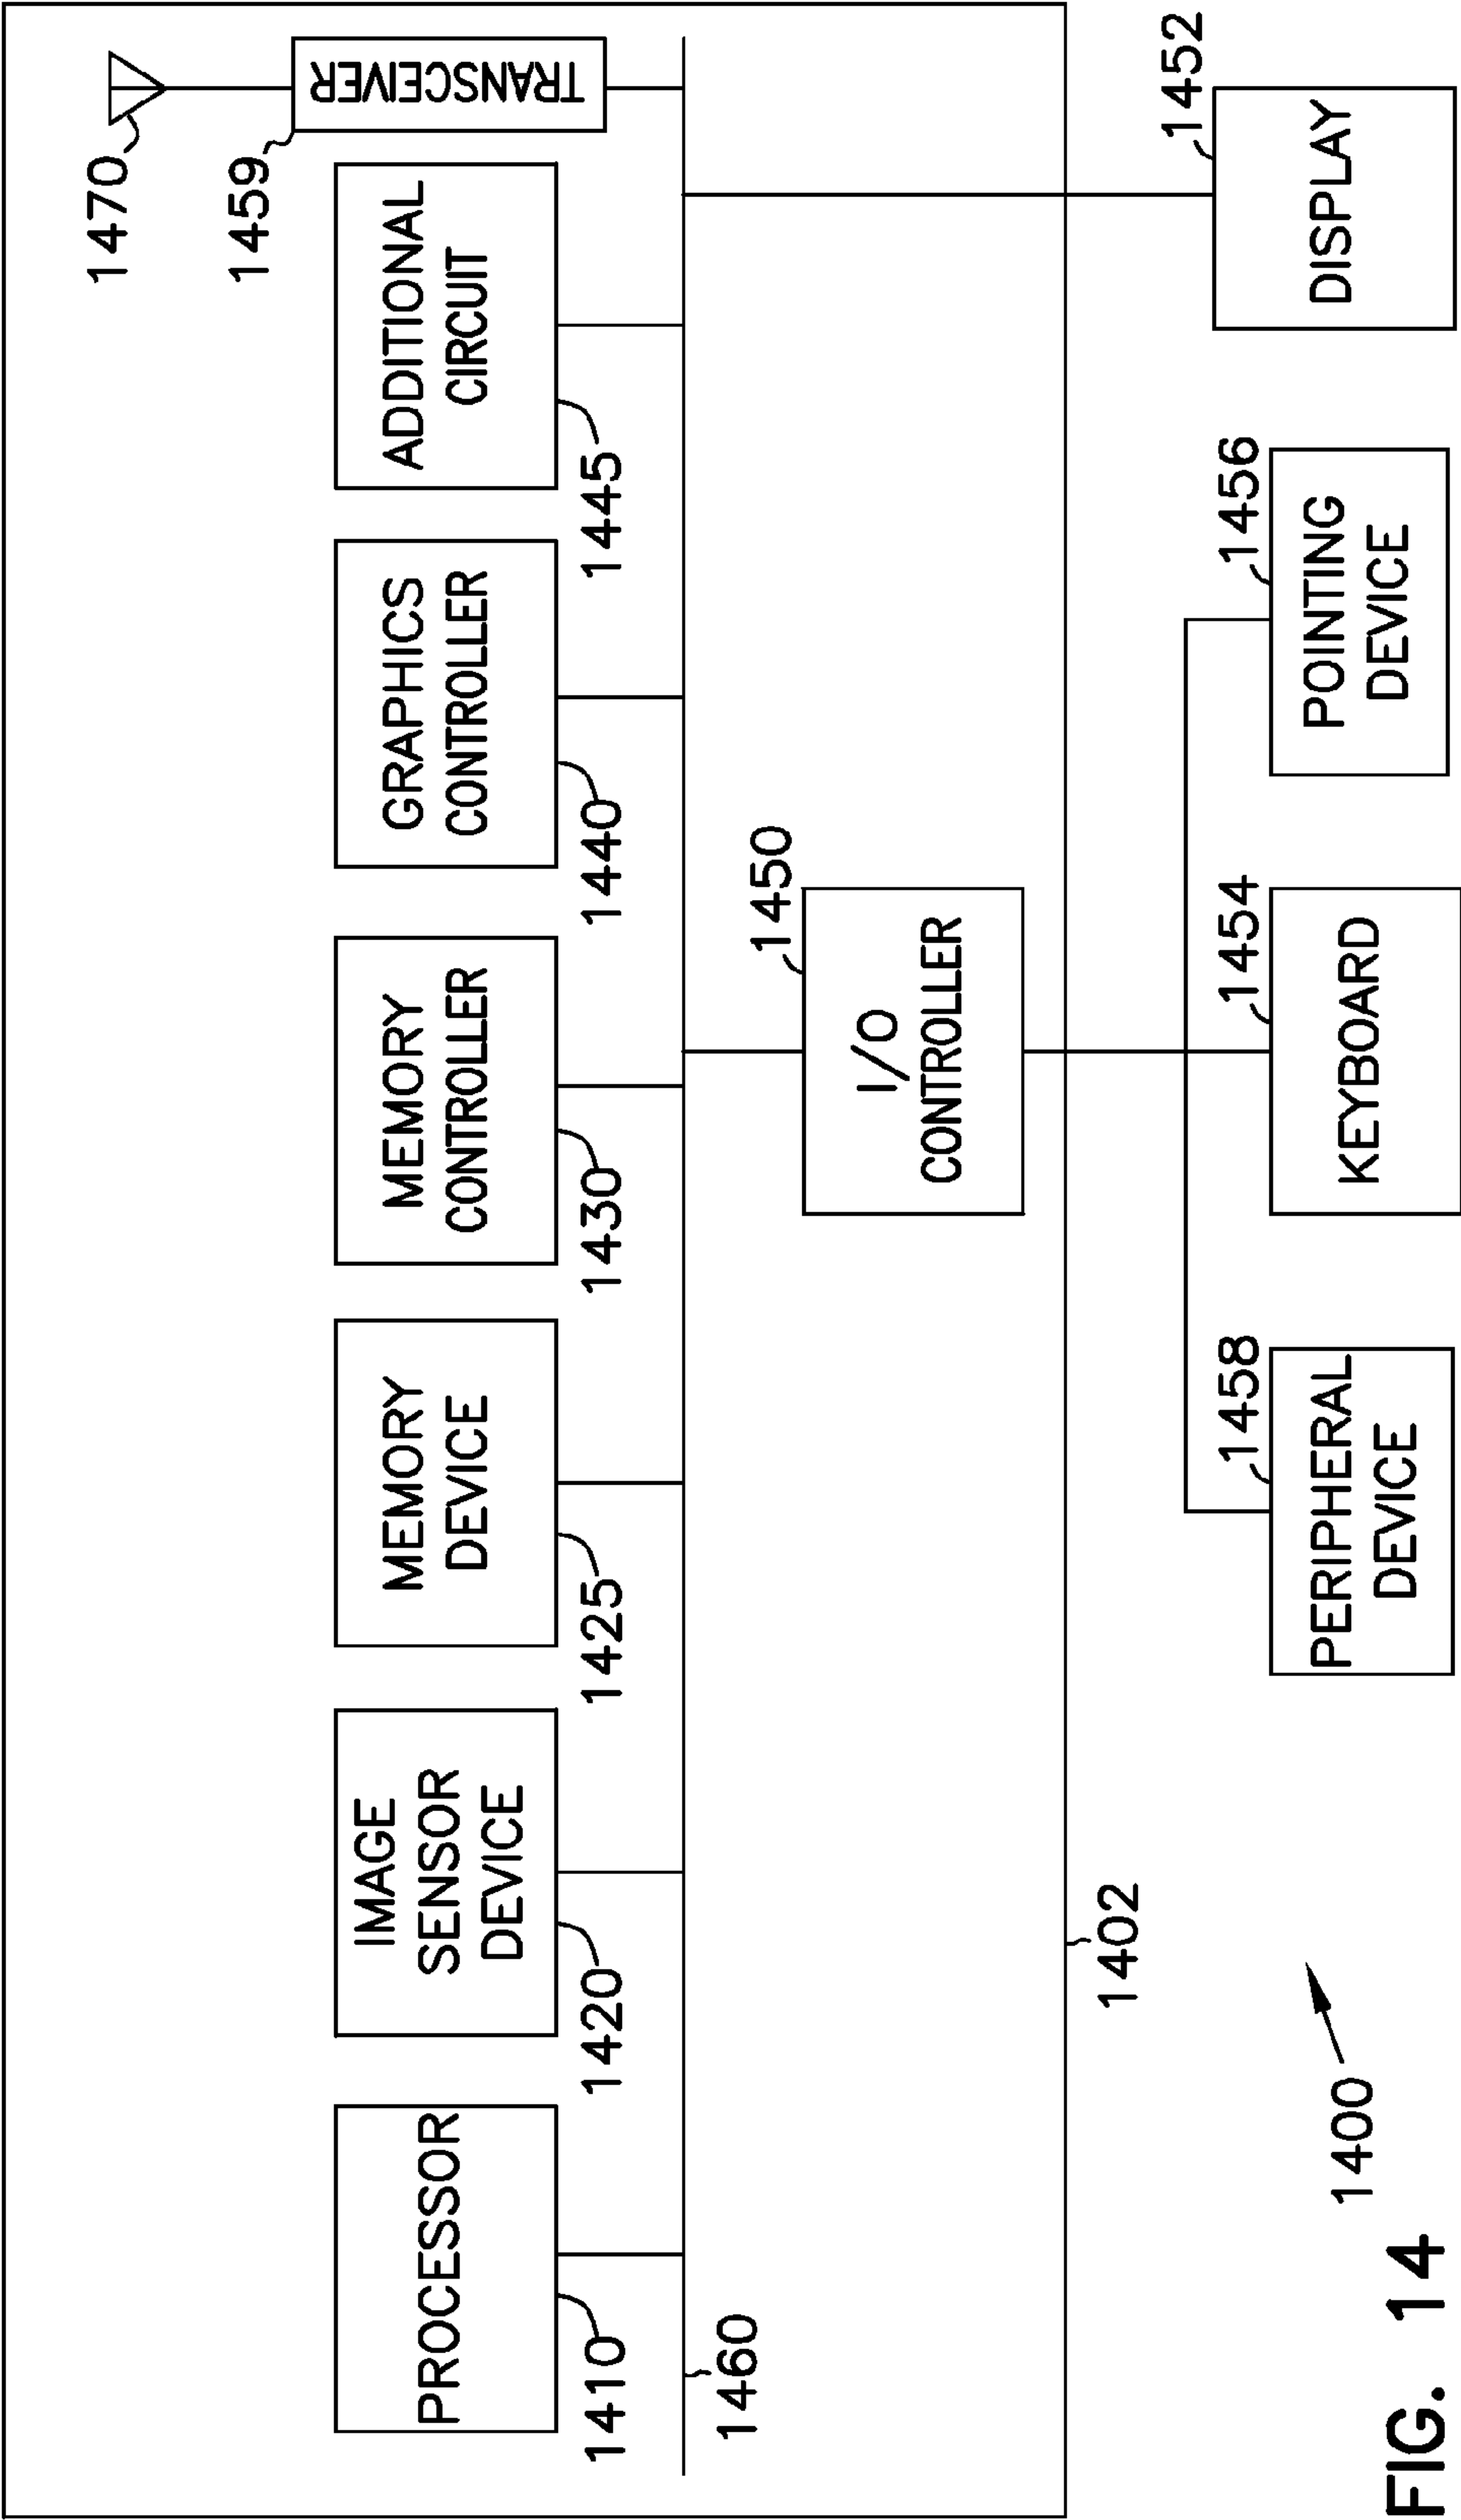 1470
1459
TRANSCEIVER
PROCESSOR
1410
IMAGE
SENSOR
DEVICE
1420
MEMORY
DEVICE
1425
MEMORY
CONTROLLER
1430
GRAPHICS
CONTROLLER
1440
ADDITIONAL
CIRCUIT
1445
1460
1450
I/O
CONTROLLER
1402
1458
PERIPHERAL
DEVICE
1454
KEYBOARD
1456
POINTING
DEVICE
1452
DISPLAY
1400
FIG. 14